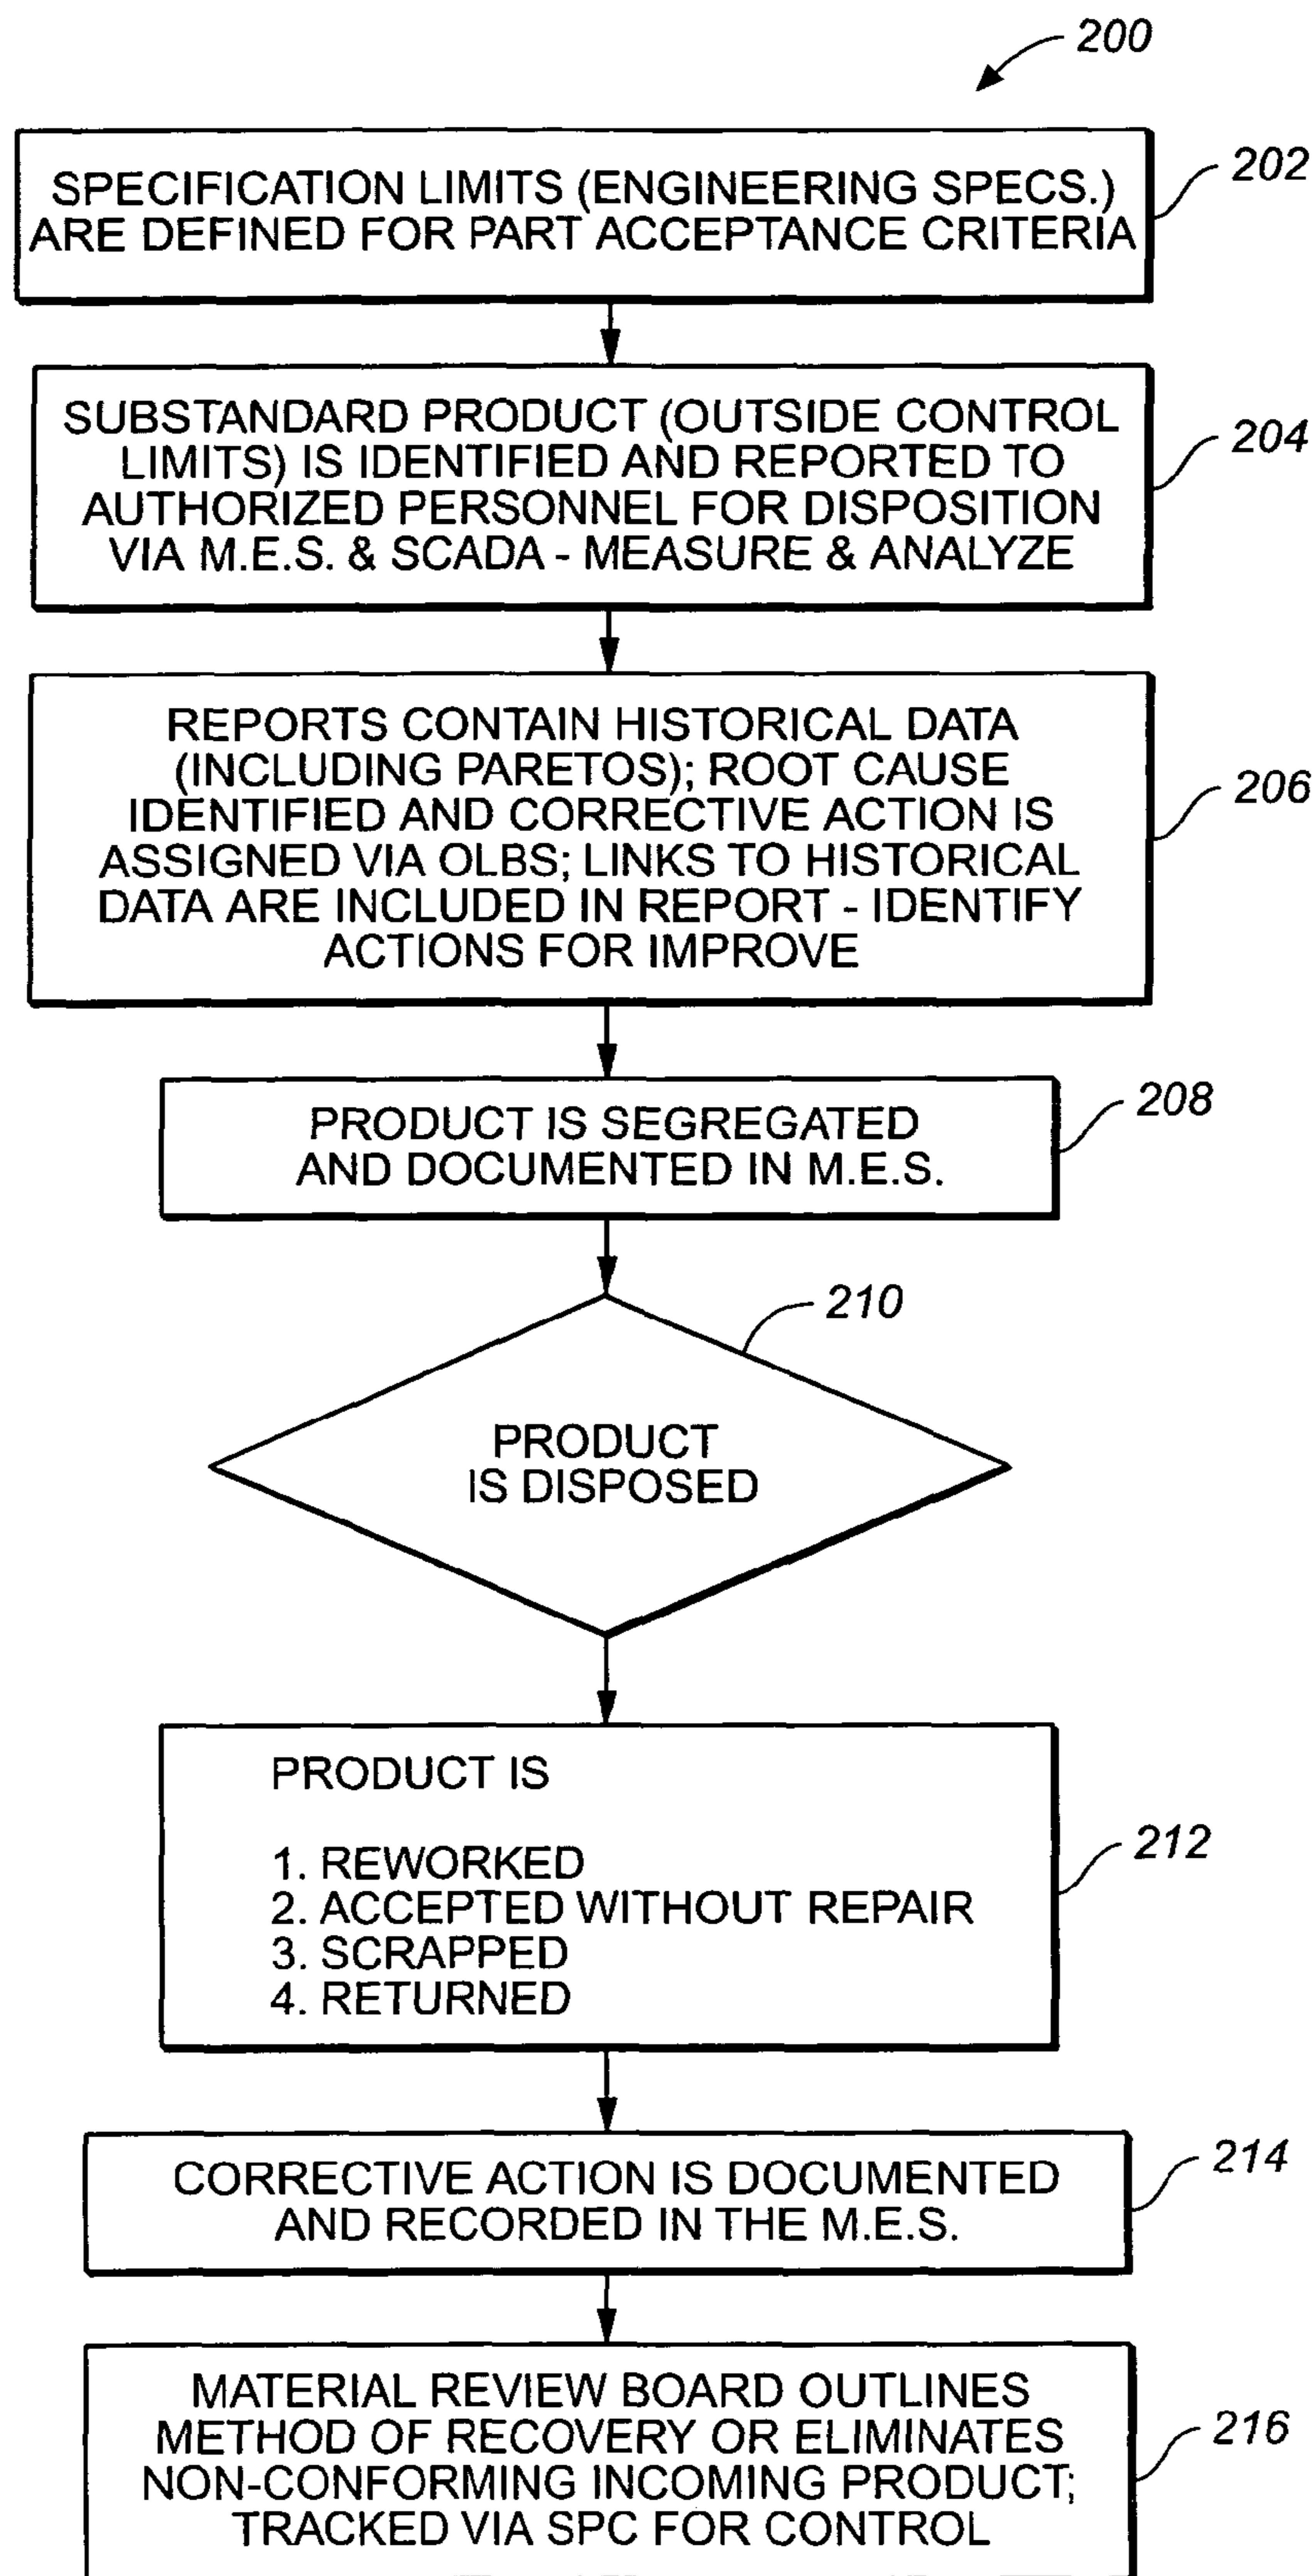 200
SPECIFICATION LIMITS (ENGINEERING SPECS.)
ARE DEFINED FOR PART ACCEPTANCE CRITERIA
202
SUBSTANDARD PRODUCT (OUTSIDE CONTROL
LIMITS) IS IDENTIFIED AND REPORTED TO
AUTHORIZED PERSONNEL FOR DISPOSITION
VIA M.E.S. & SCADA - MEASURE & ANALYZE
204
REPORTS CONTAIN HISTORICAL DATA
(INCLUDING PARETOS); ROOT CAUSE
IDENTIFIED AND CORRECTIVE ACTION IS
ASSIGNED VIA OLBS; LINKS TO HISTORICAL
DATA ARE INCLUDED IN REPORT - IDENTIFY
ACTIONS FOR IMPROVE
206
PRODUCT IS SEGREGATED
AND DOCUMENTED IN M.E.S.
208
210
PRODUCT
IS DISPOSED
PRODUCT IS
1. REWORKED
2. ACCEPTED WITHOUT REPAIR
3. SCRAPPED
4. RETURNED
212
CORRECTIVE ACTION IS DOCUMENTED
AND RECORDED IN THE M.E.S.
214
MATERIAL REVIEW BOARD OUTLINES
METHOD OF RECOVERY OR ELIMINATES
NON-CONFORMING INCOMING PRODUCT;
TRACKED VIA SPC FOR CONTROL
216